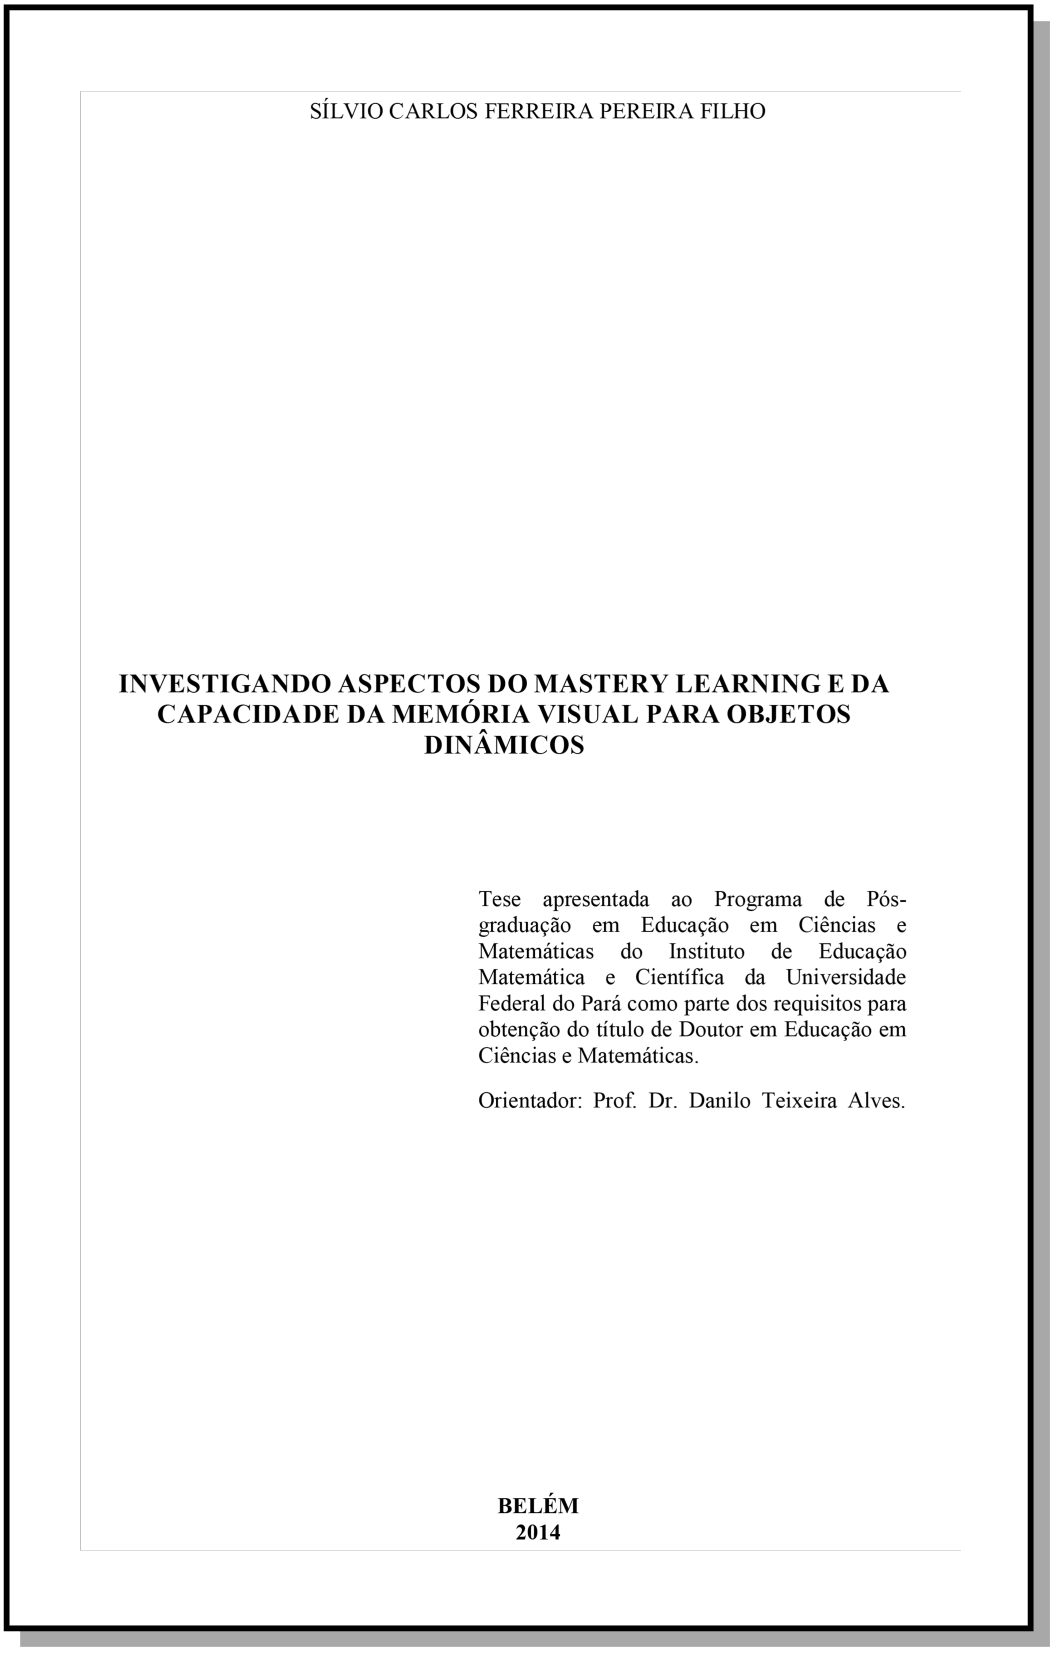 SÍLVIO CARLOS FERREIRA PEREIRA FILHO
INVESTIGANDO ASPECTOS DO MASTERY LEARNING E DA
CAPACIDADE DA MEMÓRIA VISUAL PARA OBJETOS
DINÂMICOS
Tese apresentada ao Programa de Pós-
graduação em Educação em Ciências e
Matemáticas do Instituto de Educação
Matemática e Científica da Universidade
Federal do Pará como parte dos requisitos para
obtenção do título de Doutor em Educação em
Ciências e Matemáticas.
Orientador: Prof. Dr. Danilo Teixeira Alves.
BELÉM
2014